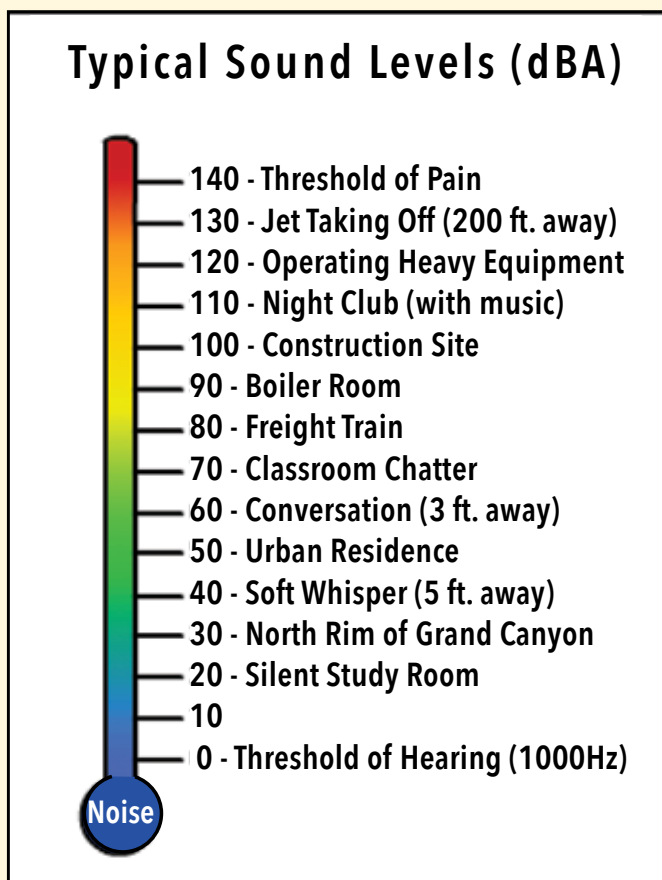 Typical Sound Levels (dBA)
140 - Threshold of Pain
130 - Jet Taking Off (200 ft. away)
120 - Operating Heavy Equipment
110 - Night Club (with music)
100 - Construction Site
90 - Boiler Room
80 - Freight Train
70 - Classroom Chatter
60 - Conversation (3 ft. away)
50 - Urban Residence
40 - Soft Whisper (5 ft. away)
30 - North Rim of Grand Canyon
20 - Silent Study Room
10
0 - Threshold of Hearing (1000Hz)
Noise